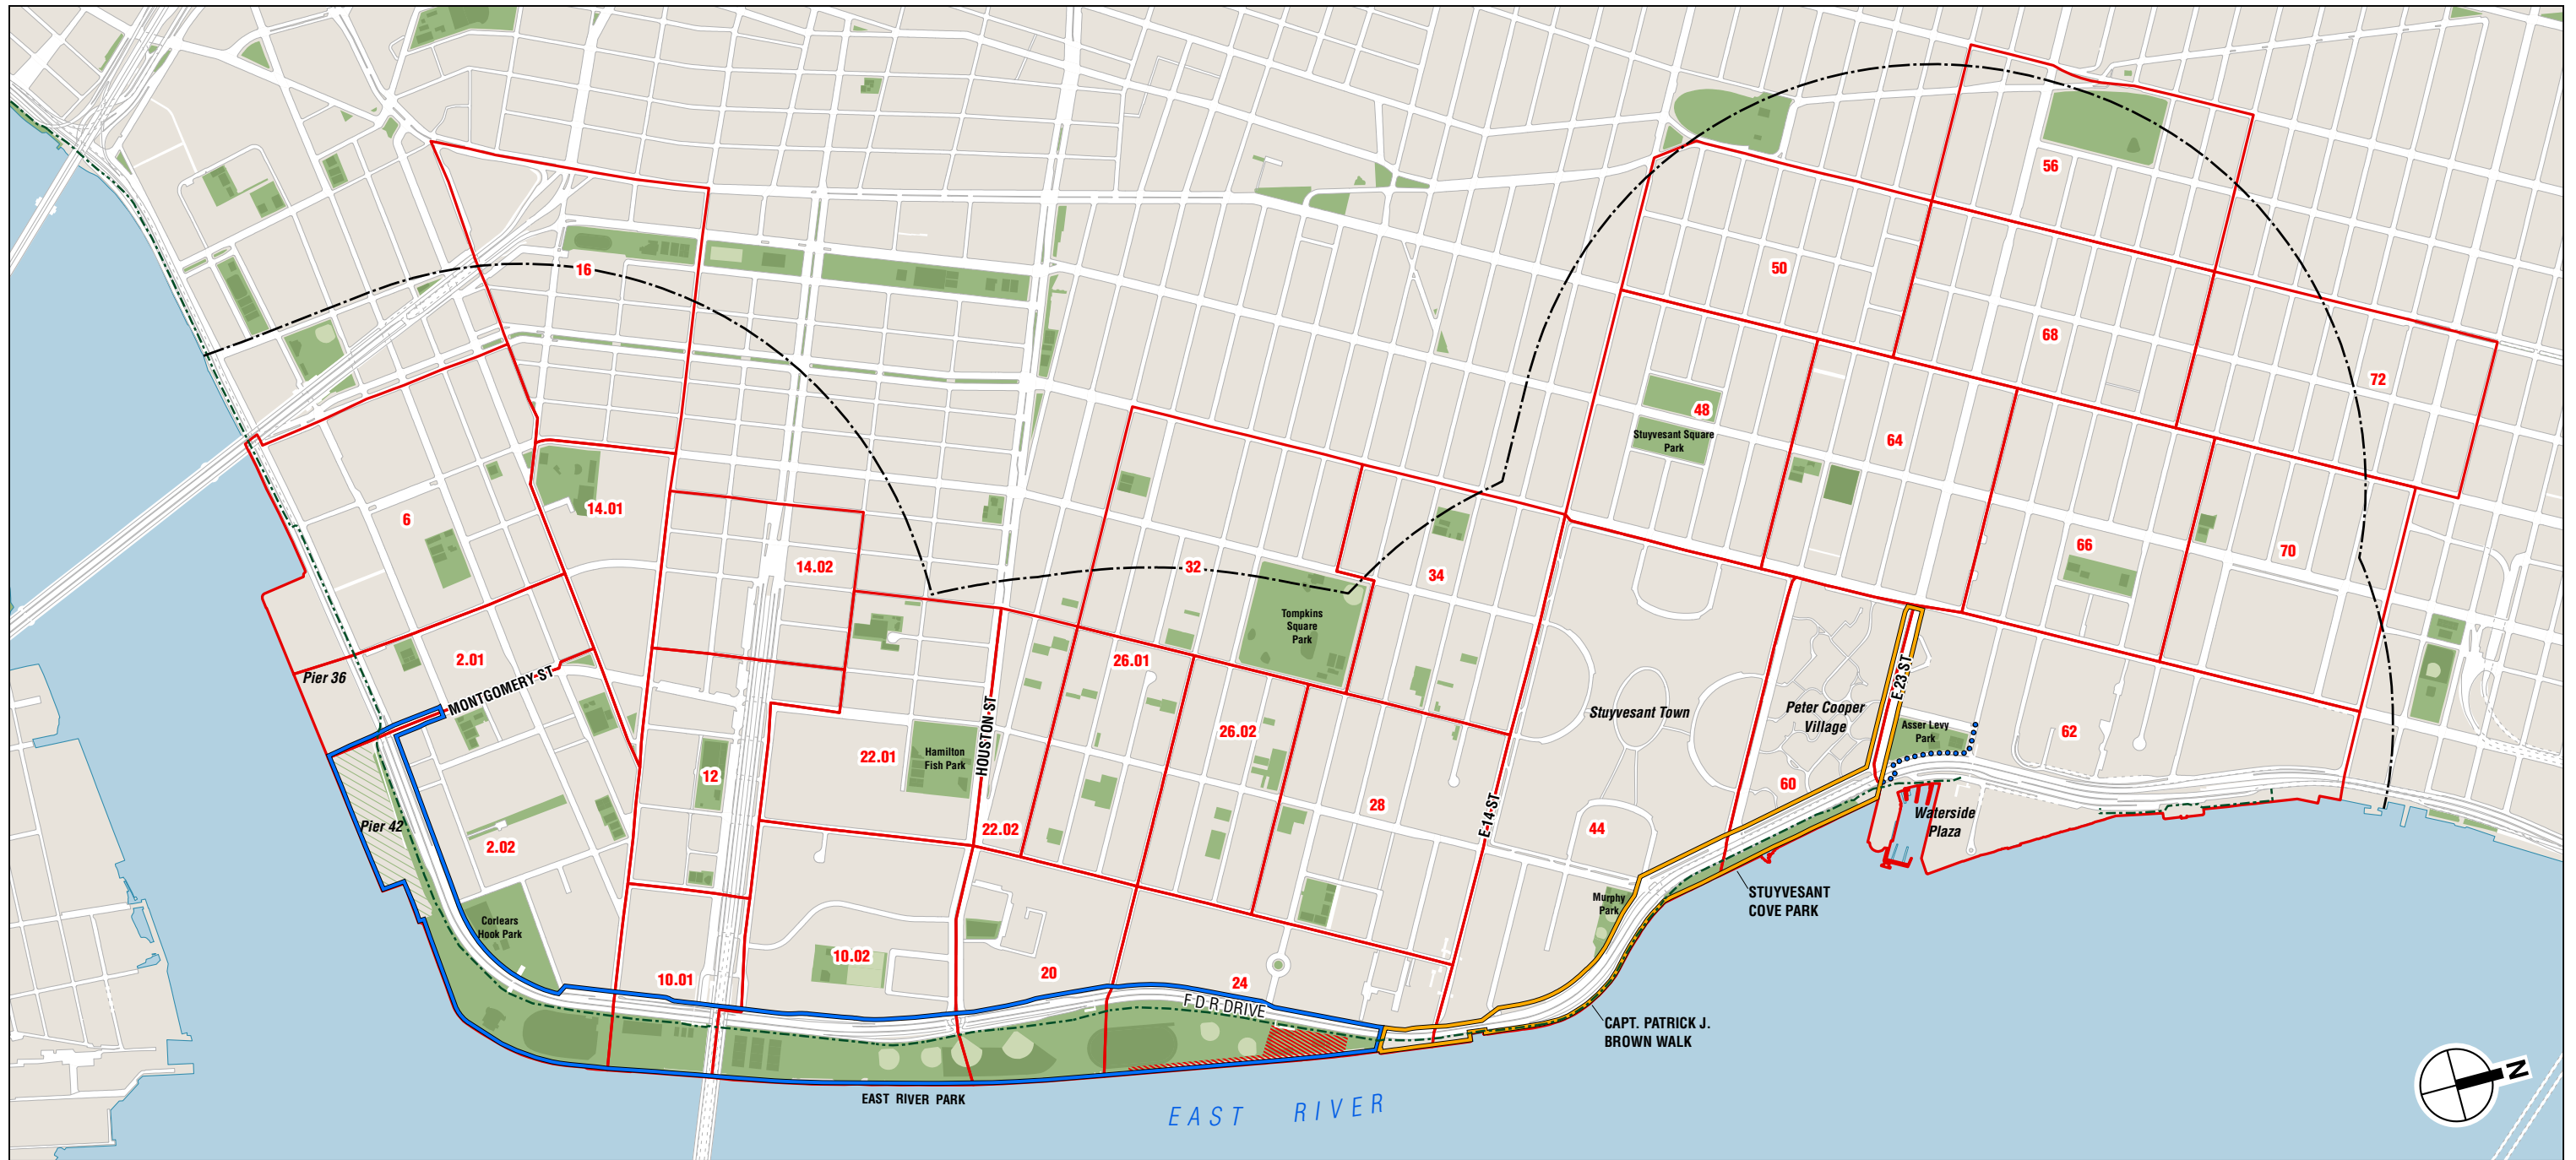 56
50
16
68
72
48
Stuyvesant Square
Park
64
6
14.01
14.02
32
34
66
70
Tompkins
Square
Park
2.01
26.01
Pier 36
MONTGOMERY ST
HOUSTON ST
26.02
Stuyvesant Town
Peter Cooper
Village
E 23 ST
Asser Levy
Park
62
22.01
Hamilton
Fish Park
12
60
28
E 14 ST
44
22.02
Waterside
Plaza
Pier 42
2.02
Murphy
Park
STUYVESANT
COVE PARK
Corlears
Hook Park
10.01
10.02
20
24
F D R DRIVE
CAPT. PATRICK J.
BROWN WALK
EAST RIVER PARK
EAST RIVER
N